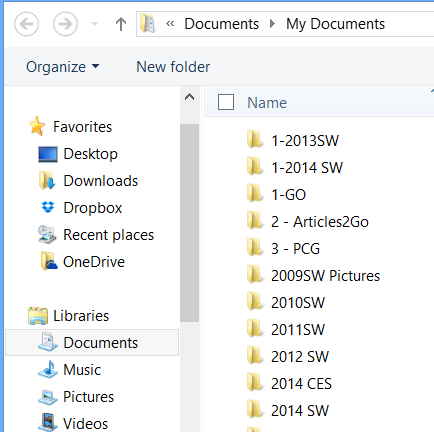 « Documents My Documents
Organize New folder
Name
Favorites
Desktop
Downloads
Dropbox
Recent places
OneDrive
Libraries
Documents
Music
Pictures
Videos
1-2013SW
1-2014 SW
1-GO
2 - Articles2Go
3 - PCG
2009SW Pictures
2010SW
2011SW
2012 SW
2014 CES
2014 SW